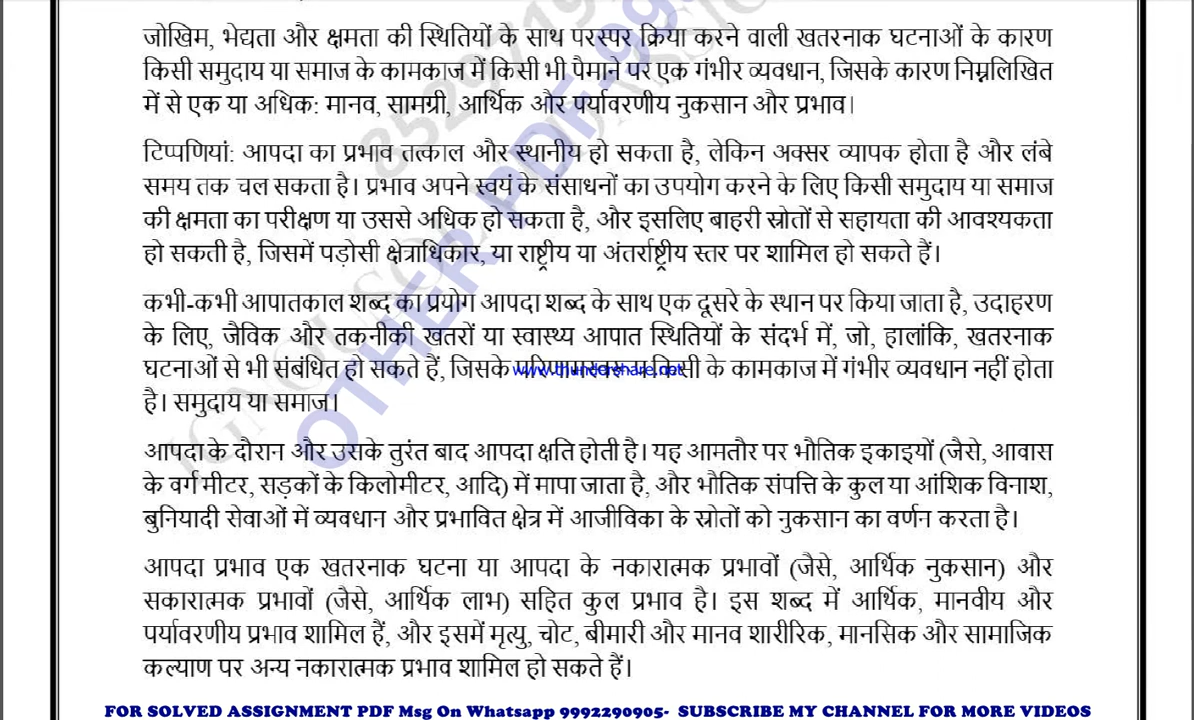 जोखिम, भेद्यता और क्षमता की स्थितियों के साथ परस्पर क्रिया करने वाली खतरनाक घटनाओं के कारण
किसी समुदाय या समाज के कामकाज में किसी भी पैमाने पर एक गंभीर व्यवधान, जिसके कारण निम्नलिखित
में से एक या अधिक: मानव, सामग्री, आर्थिक और पर्यावरणीय नुकसान और प्रभाव।
टिप्पणियां: आपदा का प्रभाव तत्काल और स्थानीय हो सकता है, लेकिन अक्सर व्यापक होता है और लंबे
समय तक चल सकता है। प्रभाव अपने स्वयं के संसाधनों का उपयोग करने के लिए किसी समुदाय या समाज
की क्षमता का परीक्षण या उससे अधिक हो सकता है, और इसलिए बाहरी स्रोतों से सहायता की आवश्यकता
हो सकती है, जिसमें पड़ोसी क्षेत्राधिकार, या राष्ट्रीय या अंतर्राष्ट्रीय स्तर पर शामिल हो सकते हैं।
कभी-कभी आपातकाल शब्द का प्रयोग आपदा शब्द के साथ एक दूसरे के स्थान पर किया जाता है, उदाहरण
के लिए, जैविक और तकनीकी खतरों या स्वास्थ्य आपात स्थितियों के संदर्भ में, जो, हालांकि, खतरनाक
घटनाओं से भी संबंधित हो सकते हैं, जिसके किसी के कामकाज में गंभीर व्यवधान नहीं होता
www.thundershare.net
है। समुदाय या समाज।
आपदा के दौरान और उसके तुरंत बाद आपदा क्षति होती है। यह आमतौर पर भौतिक इकाइयों (जैसे, आवास
के वर्ग मीटर, सड़कों के किलोमीटर, आदि) में मापा जाता है, और भौतिक संपत्ति के कुल या आंशिक विनाश,
बुनियादी सेवाओं में व्यवधान और प्रभावित क्षेत्र में आजीविका के स्रोतों को नुकसान का वर्णन करता है।
आपदा प्रभाव एक खतरनाक घटना या आपदा के नकारात्मक प्रभावों (जैसे, आर्थिक नुकसान) और
सकारात्मक प्रभावों (जैसे, आर्थिक लाभ) सहित कुल प्रभाव है। इस शब्द में आर्थिक, मानवीय और
पर्यावरणीय प्रभाव शामिल हैं, और इसमें मृत्यु, चोट, बीमारी और मानव शारीरिक, मानसिक और सामाजिक
कल्याण पर अन्य नकारात्मक प्रभाव शामिल हो सकते हैं।
OTHER PDF-99
FOR SOLVED ASSIGNMENT PDF Msg On Whatsapp 9992290905- SUBSCRIBE MY CHANNEL FOR MORE VIDEOS